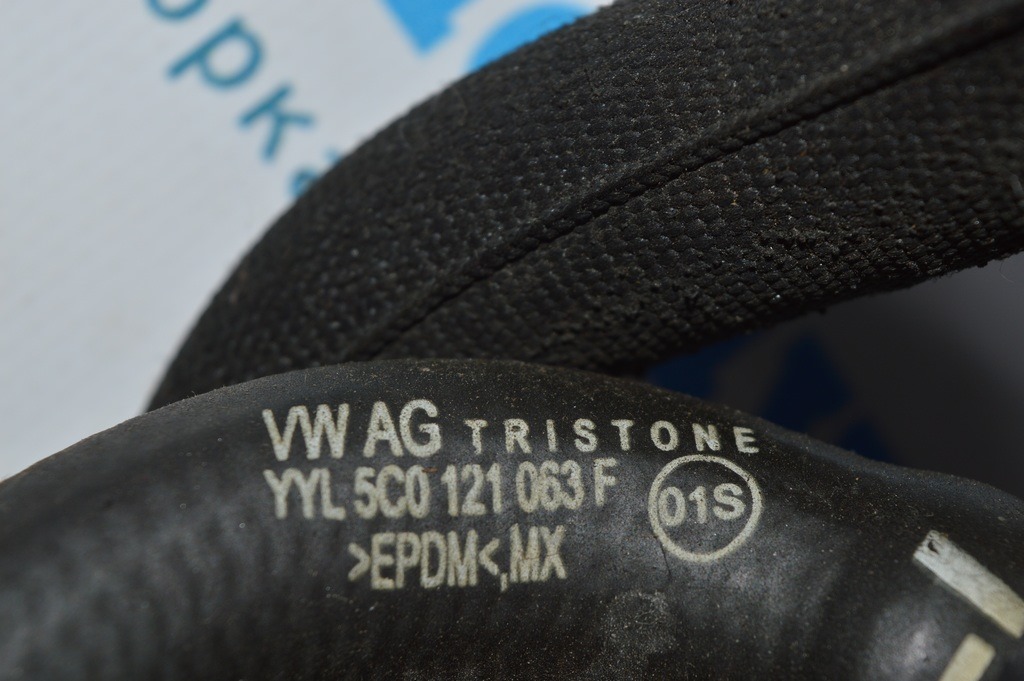 VW AG TRISTONE
YYL 5C0 121 063 F 01S
>EPDM<,MX